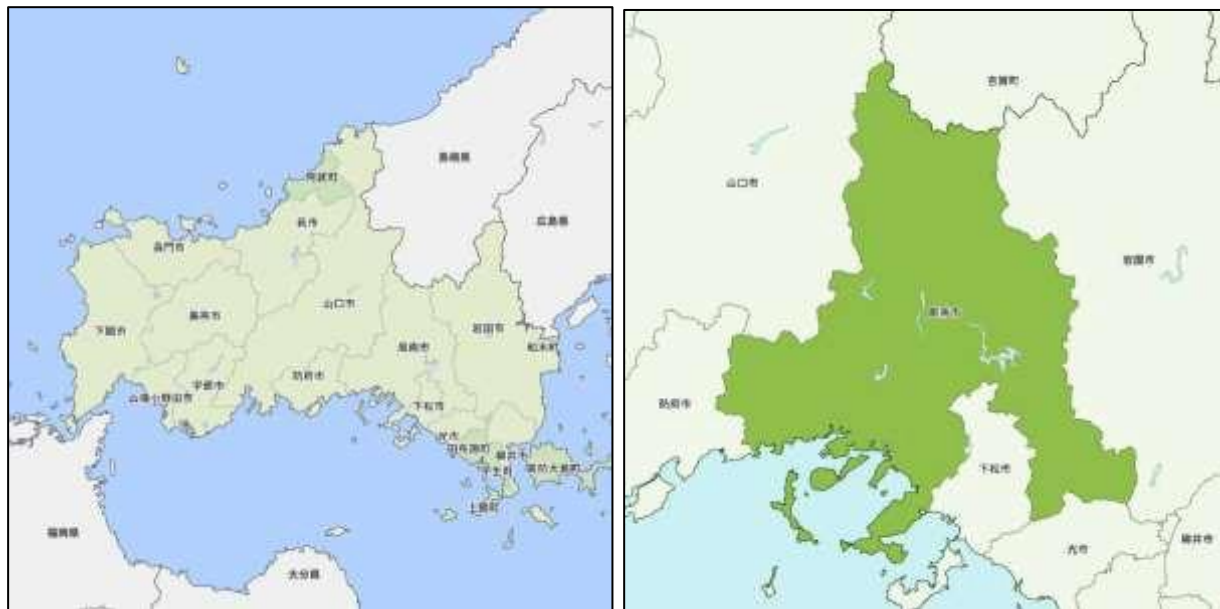 島根県
阿武町
萩市
広島県
長門市
山口市
美祢市
岩国市
下関市
周南市
和木町
防府市
宇部市
山陽小野田市
下松市
光市
田布施町
柳井市
平生町
周防大島町
上関町
福岡県
大分県
吉賀町
山口市
岩国市
周南市
防府市
下松市
光市
柳井市